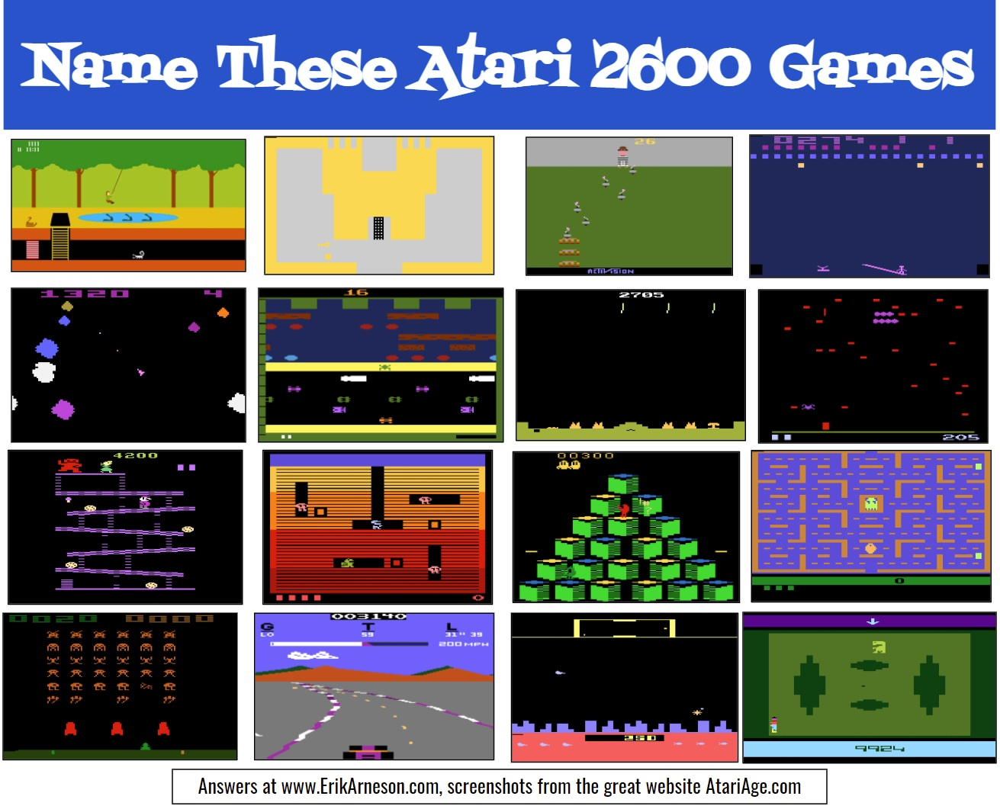 Name These Atari 2600 Games
26
ACTIVISION
0274 1 1
1320 4
16
2705
205
4200
00300
0
0020 0000
003140
G T L
LO 59 31" 39
200 MPH
250
9924
Answers at www.ErikArneson.com, screenshots from the great website AtariAge.com